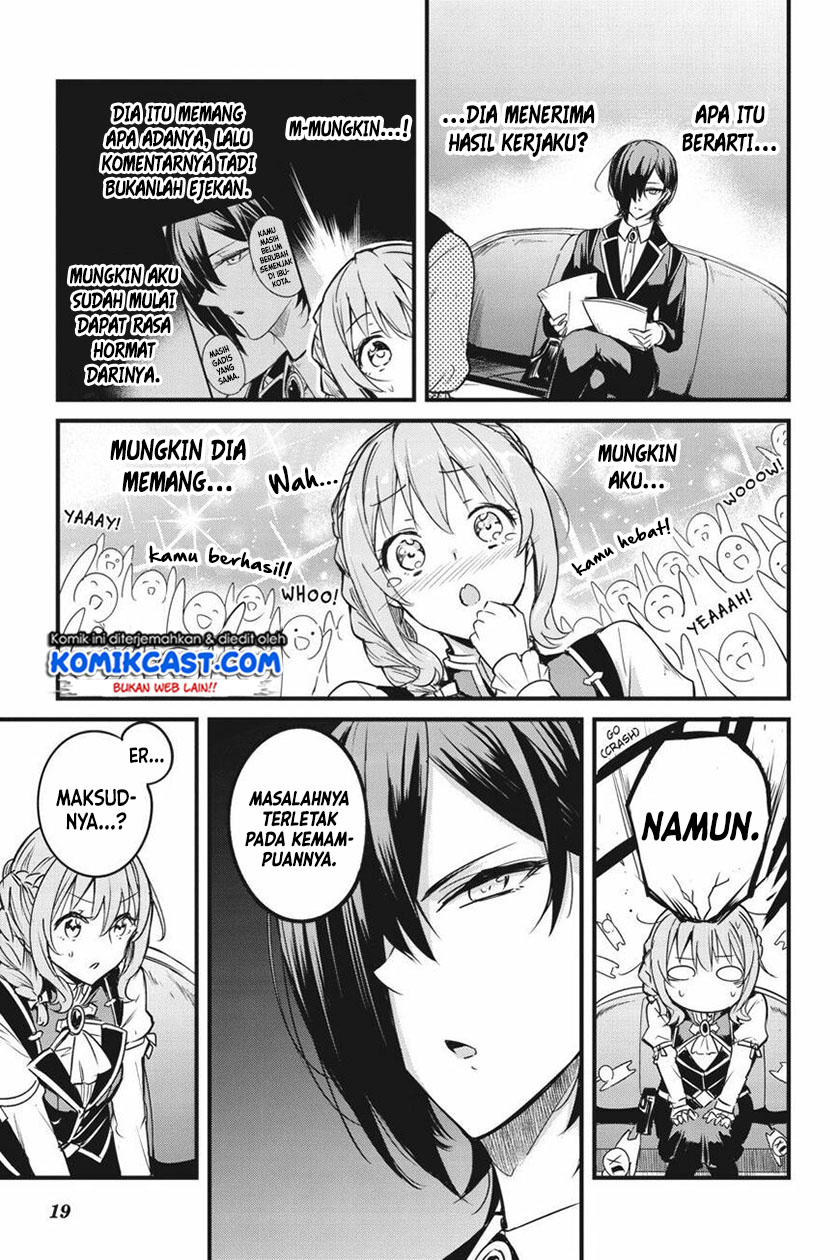 APA ITU
BERARTI...
...DIA MENERIMA
HASIL KERJAKU?
M-MUNGKIN...!
DIA ITU MEMANG
APA ADANYA, LALU
KOMENTARNYA TADI
BUKANLAH EJEKAN.
KAMU
MASIH
BELUM
BERUBAH
SEMENJAK
DI IBU-
KOTA.
MASIH
GADIS
YANG
SAMA.
MUNGKIN AKU
SUDAH MULAI
DAPAT RASA
HORMAT
DARINYA.
MUNGKIN
AKU...
WOOOW!
kamu hebat!
YEAAAH!
Wah...
MUNGKIN DIA
MEMANG...
YAAAY!
kamu berhasil!
WHOO!
Komik ini diterjemahkan & diedit oleh
KOMIKCAST.COM
BUKAN WEB LAIN!!
GO
(CRASH)
NAMUN.
MASALAHNYA
TERLETAK
PADA KEMAM-
PUANNYA.
ER...
MAKSUD-
NYA...?
19